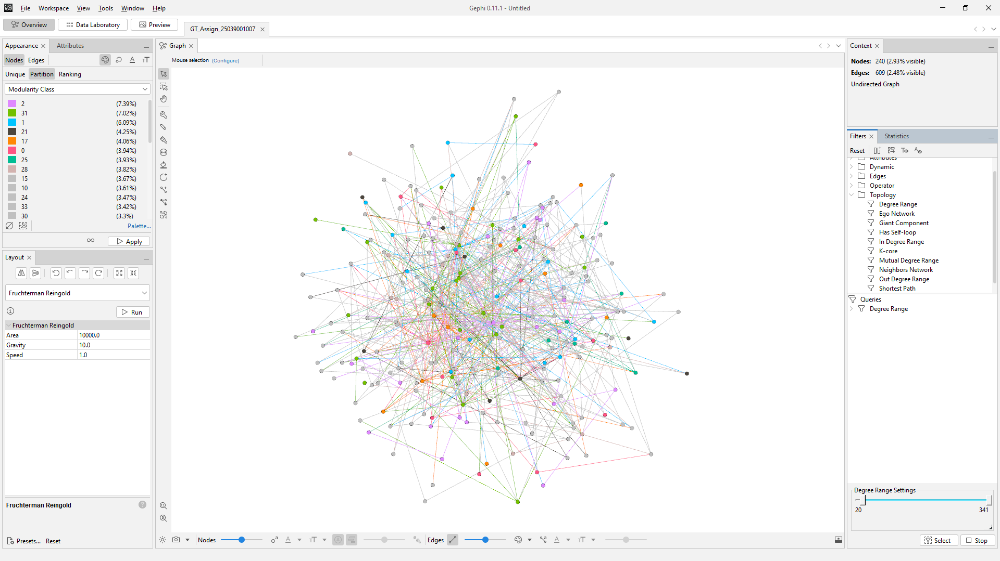 File Workspace View Tools Window Help
Gephi 0.11.1 - Untitled
Overview Data Laboratory Preview
GT_Assign_25039001007
Appearance Attributes
Nodes Edges
Unique Partition Ranking
Modularity Class
2 (7.39%)
31 (7.02%)
1 (6.09%)
21 (4.25%)
17 (4.06%)
0 (3.94%)
25 (3.93%)
28 (3.82%)
15 (3.67%)
10 (3.61%)
24 (3.47%)
33 (3.42%)
30 (3.3%)
Palette...
Apply
Layout
Fruchterman Reingold
Run
Fruchterman Reingold
Area 10000.0
Gravity 10.0
Speed 1.0
Fruchterman Reingold
Presets... Reset
Graph
Mouse selection (Configure)
Nodes
Edges
Context
Nodes: 240 (2.93% visible)
Edges: 609 (2.48% visible)
Undirected Graph
Filters Statistics
Reset
Attributes
Dynamic
Edges
Operator
Topology
Degree Range
Ego Network
Giant Component
Has Self-loop
In Degree Range
K-core
Mutual Degree Range
Neighbors Network
Out Degree Range
Shortest Path
Queries
Degree Range
Degree Range Settings
20 341
Select Stop